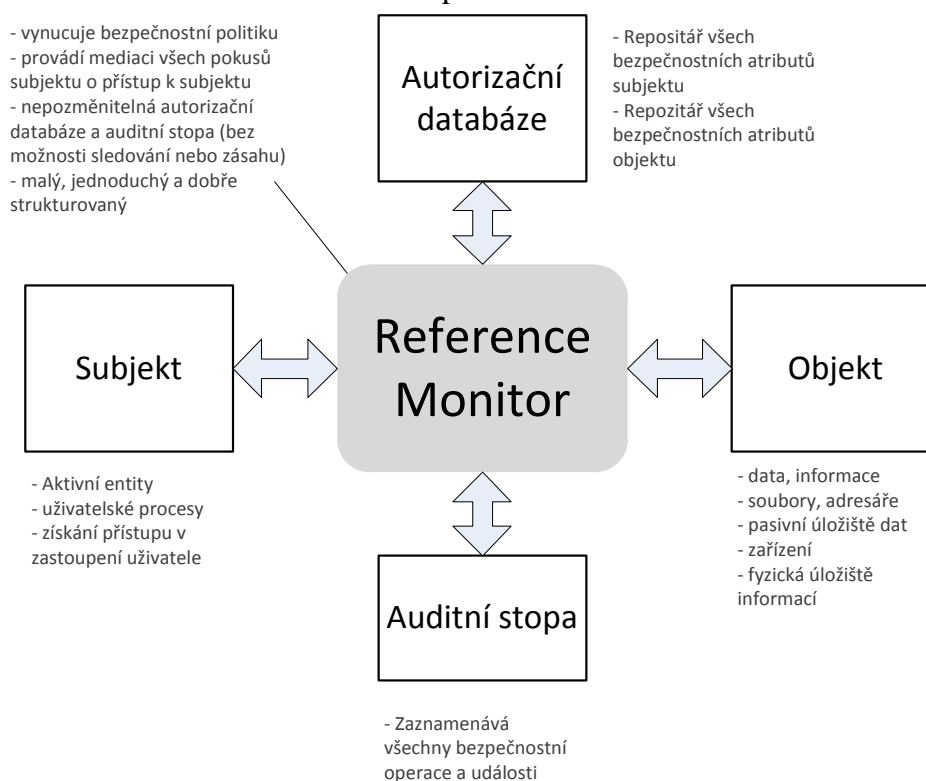 - vynucuje bezpečnostní politiku
- provádí mediaci všech pokusů
subjektu o přístup k subjektu
- nepozměnitelná autorizační
databáze a auditní stopa (bez
možnosti sledování nebo zásahu)
- malý, jednoduchý a dobře
strukturovaný
Autorizační
databáze
- Repositář všech
bezpečnostních atributů
subjektu
- Repozitář všech
bezpečnostních atributů
objektu
Subjekt
Reference
Monitor
Objekt
- Aktivní entity
- uživatelské procesy
- získání přístupu v
zastoupení uživatele
- data, informace
- soubory, adresáře
- pasivní úložiště dat
- zařízení
- fyzická úložiště
informací
Auditní stopa
- Zaznamenává
všechny bezpečnostní
operace a události